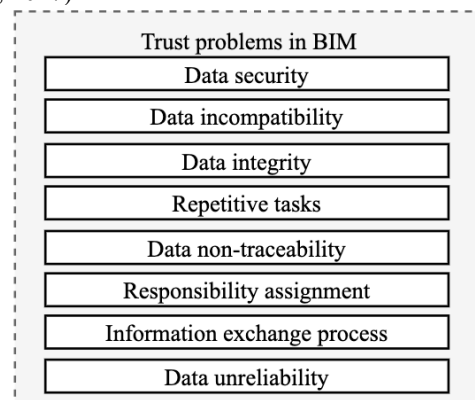 Trust problems in BIM
Data security
Data incompatibility
Data integrity
Repetitive tasks
Data non-traceability
Responsibility assignment
Information exchange process
Data unreliability